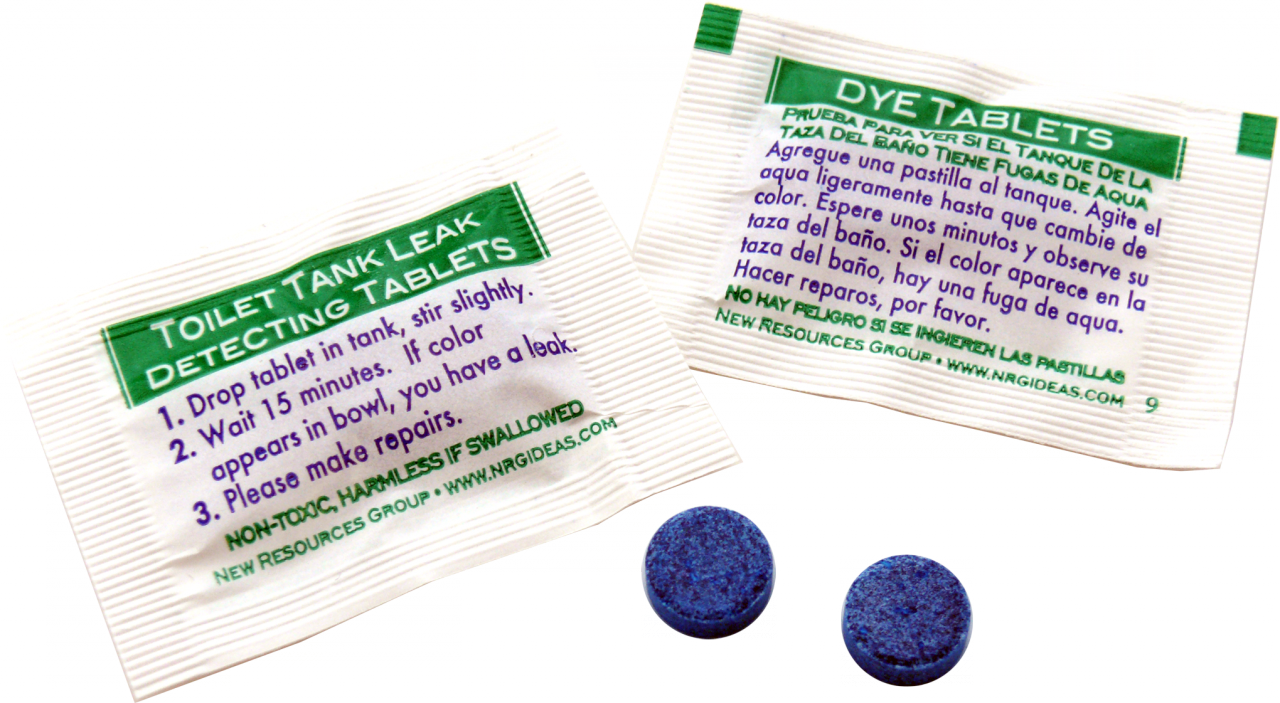 TOILET TANK LEAK
DETECTING TABLETS
1. Drop tablet in tank, stir slightly.
2. Wait 15 minutes. If color
appears in bowl, you have a leak.
3. Please make repairs.
NON-TOXIC, HARMLESS IF SWALLOWED
NEW RESOURCES GROUP • WWW.NRGIDEAS.COM
DYE TABLETS
PRUEBA PARA VER SI EL TANQUE DE LA
TAZA DEL BAÑO TIENE FUGAS DE AQUA
Agregue una pastilla al tanque. Agite el
aqua ligeramente hasta que cambie de
color. Espere unos minutos y observe su
taza del baño. Si el color aparece en la
taza del baño, hay una fuga de aqua.
Hacer reparos, por favor.
NO HAY PELIGRO SI SE INGIEREN LAS PASTILLAS
NEW RESOURCES GROUP • WWW.NRGIDEAS.COM 9